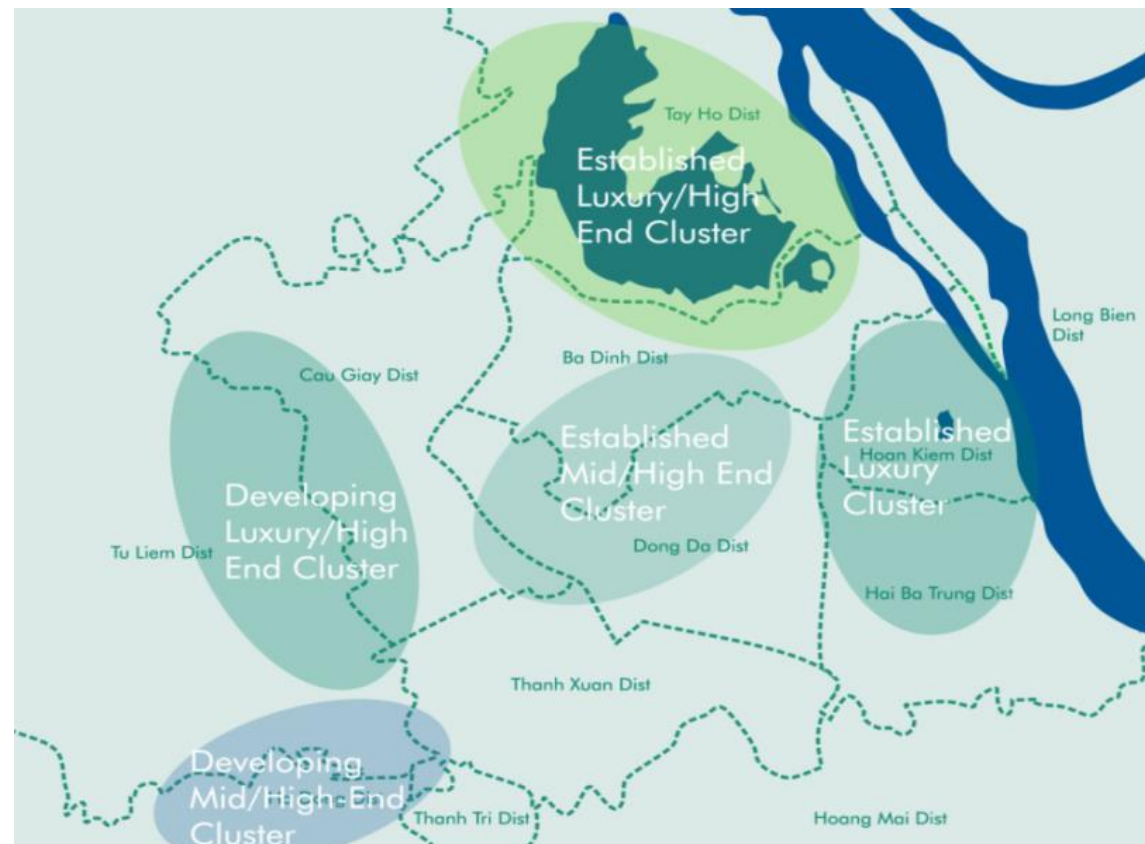 Tay Ho Dist
Established
Luxury/High
End Cluster
Long Bien
Dist
Ba Dinh Dist
Cau Giay Dist
Established
Mid/High End
Cluster
Established
Luxury
Cluster
Hoan Kiem Dist
Developing
Luxury/High
End Cluster
Tu Liem Dist
Dong Da Dist
Hai Ba Trung Dist
Thanh Xuan Dist
Developing
Mid/High-End
Cluster
Thanh Tri Dist
Hoang Mai Dist